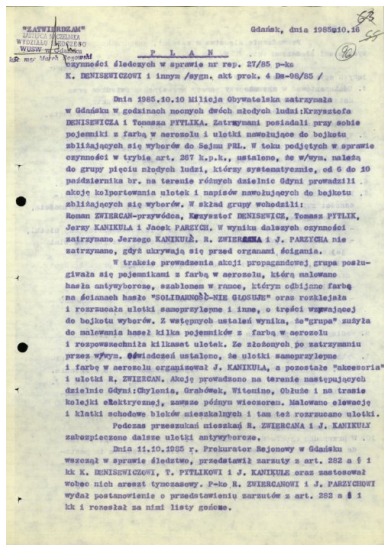 Gdańsk, dnia 1985.10.16
"ZATWIERDZAM"
WUSW w Gdańsku
P L A N
czynności śledczych w sprawie nr rwp. 27/85 p-ko
K. DENISEWICZOWI i innym /sygn. akt prok. 4 Ds-98/85 /
Dnia 1985.10.10 Milicja Obywatelska zatrzymała
w Gdańsku w godzinach nocnych dwóch młodych ludzi:Krzysztofa
DENISEWICZA i Tomasza PYTLIKA. Zatrzymani posiadali przy sobie
pojemniki z farbą w aerozolu i ulotki nawołujące do bojkotu
zbliżających się wyborów do Sejmu PRL. W toku podjętych w sprawie
czynności w trybie art. 267 k.p.k., ustalono, że w/wym. należą
do grupy pięciu młodych ludzi, którzy systematycznie, od 6 do 10
października br. na terenie różnych dzielnic Gdyni prowadzili
akcję kolportowania ulotek i napisów nawołujących do bojkotu
zbliżających się wyborów. W skład grupy wchodzili:
Roman ZWIERCAN-przywódca, Krzysztof DENISEWICZ, Tomasz PYTLIK,
Jerzy KANIKUŁA i Jacek PARZYCH. W wyniku dalszych czynności
zatrzymano Jerzego KANIKUŁĘ, R. ZWIERCANA i J. PARZYCHA nie
zatrzymano, gdyż ukrywają się przed organami ścigania.
W trakcie prowadzenia akcji propagandowej grupa posłu-
giwała się pojemnikami z farbą w aerozolu, którą malowano
hasła antywyborcze, szablonem w ramce, którym odbijano farbę
na ścianach hasła "SOLIDARNOŚĆ-NIE GŁOSUJE" oraz rozklejała
i rozrzucała ulotki samoprzylepne i inne, o treści wzywającej
do bojkotu wyborów. Z wstępnych ustaleń wynika, że"grupa" zużyła
do malowania haseł kilka pojemników z farbą w aerozolu
i rozpowszechniła kilkaset ulotek. Ze złożonych po zatrzymaniu
przez w/wym. oświadczeń ustalono, że ulotki samoprzylepne
i farbę w aerozolu organizował J. KANIKUŁA, a pozostałe "akcesoria"
i ulotki R. ZWIERCAN. Akcję prowadzono na terenie następujących
dzielnic Gdyni:Chylonia, Grabówek, Witomino, Obłuże i na trasie
kolejki elektrycznej, zawsze późnym wieczorem. Malowano elewacje
i klatki schodowe bloków mieszkalnych i tam też rozrzucano ulotki.
Podczas przeszukań mieszkań R. ZWIERCANA i J. KANIKUŁY
zabezpieczono dalsze ulotki antywyborcze.
Dnia 11.10.1985 r. Prokurator Rejonowy w Gdańsku
wszczął w sprawie śledztwo, przedstawił zarzuty z art. 282 a § 1
kk K. DENISEWICZOWI, T. PYTLIKOWI i J. KANIKULE oraz zastosował
wobec nich areszt tymczasowy. P-ko R. ZWIERCANOWI i J. PARZYCHOWI
wydał postanowienie o przedstawieniu zarzutów z art. 282 a § 1
kk i rozesłał za nimi listy gończe.